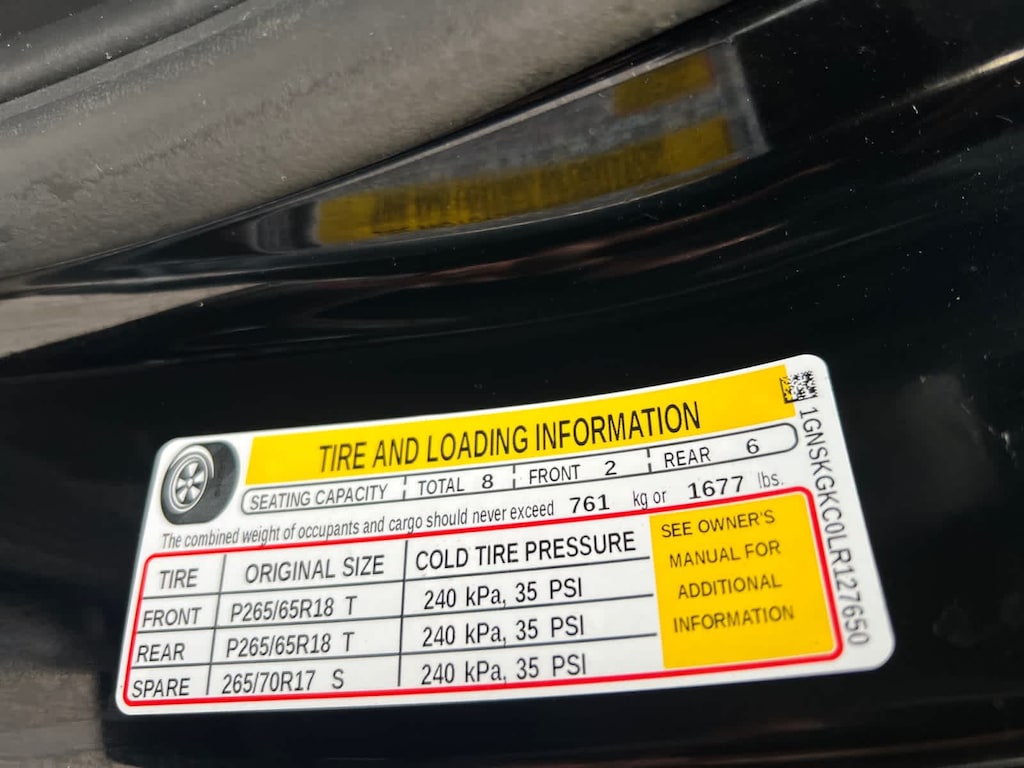 TIRE AND LOADING INFORMATION
SEATING CAPACITY TOTAL 8 FRONT 2 REAR 6
The combined weight of occupants and cargo should never exceed 761 kg or 1677 lbs.
TIRE ORIGINAL SIZE COLD TIRE PRESSURE
FRONT P265/65R18 T 240 kPa, 35 PSI
REAR P265/65R18 T 240 kPa, 35 PSI
SPARE 265/70R17 S 240 kPa, 35 PSI
SEE OWNER'S
MANUAL FOR
ADDITIONAL
INFORMATION
1GNSKGKC0LR127650